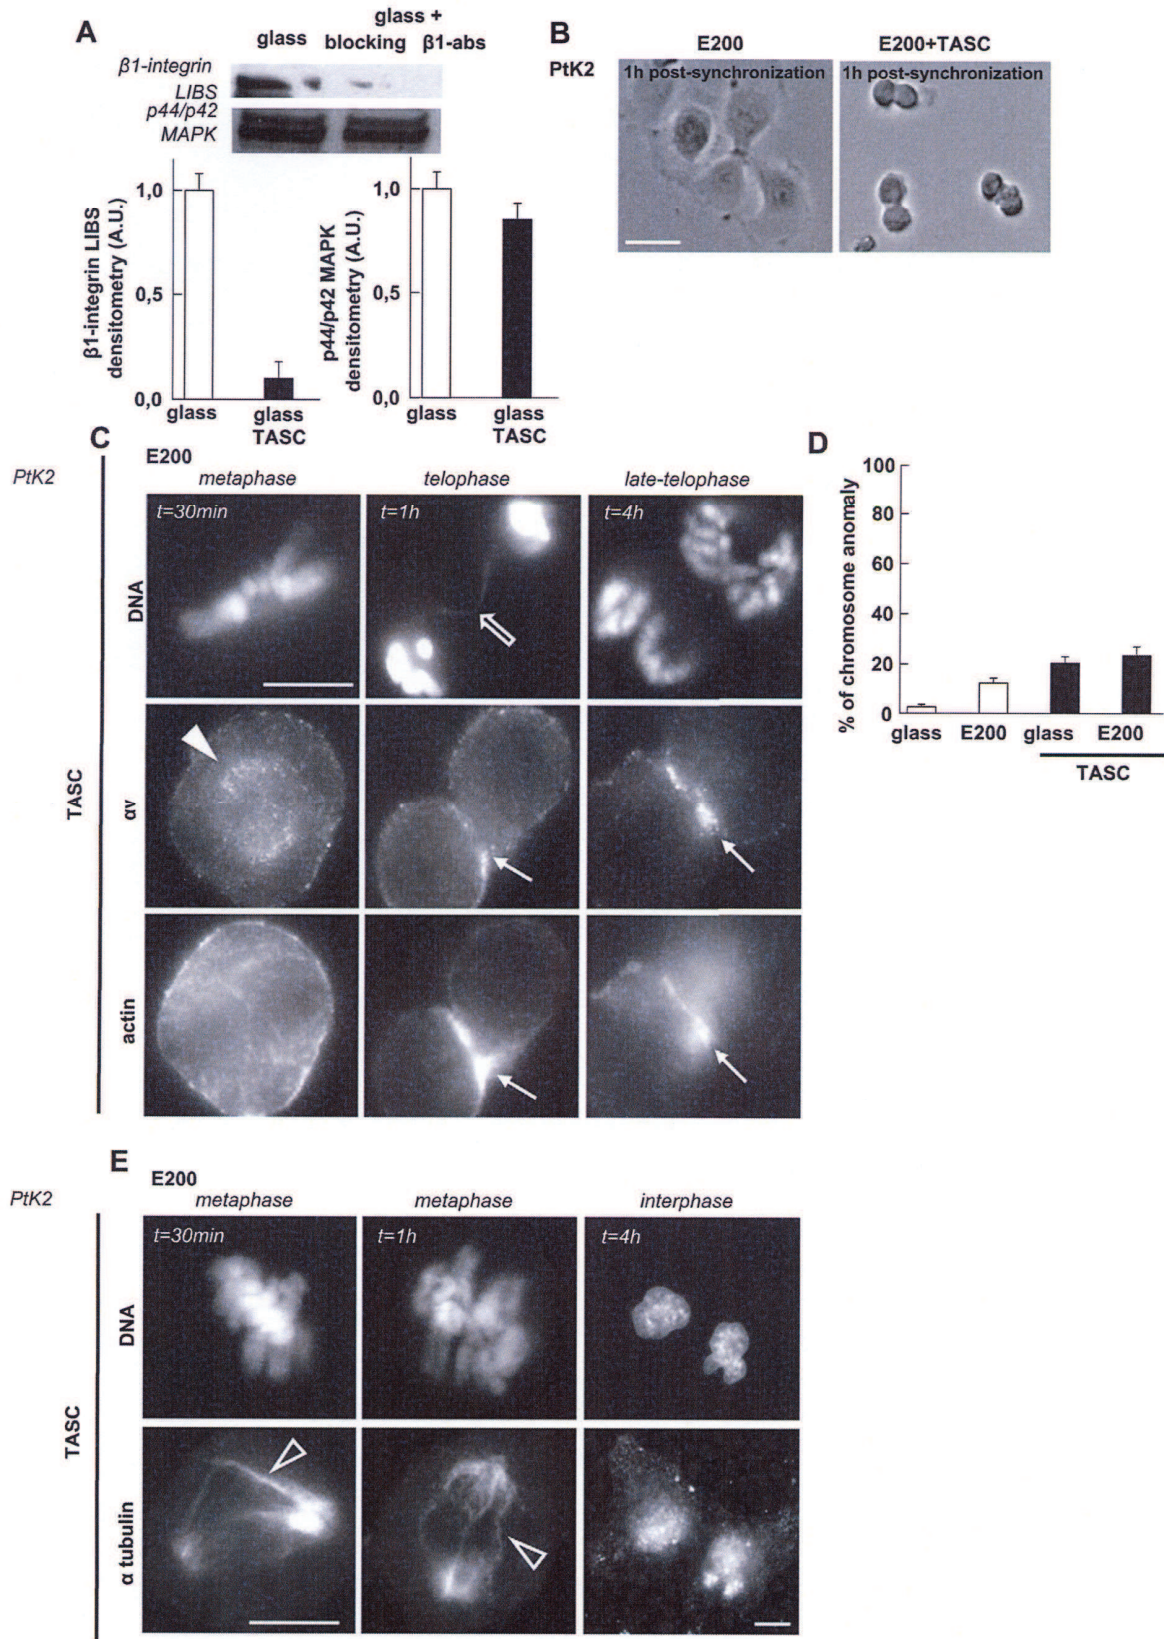 A
glass
glass +
blocking β1-abs
β1-integrin
LIBS
p44/p42
MAPK
β1-integrin LIBS
densitometry (A.U.)
1,0
0,5
0,0
glass
glass
TASC
p44/p42 MAPK
densitometry (A.U.)
1,0
0,5
0,0
glass
glass
TASC
B
E200
E200+TASC
PtK2
1h post-synchronization
1h post-synchronization
C
E200
PtK2
metaphase
telophase
late-telophase
t=30min
t=1h
t=4h
TASC
DNA
αv
actin
D
% of chromosome anomaly
100
80
60
40
20
0
glass
E200
glass
E200
TASC
E
E200
PtK2
metaphase
metaphase
interphase
t=30min
t=1h
t=4h
TASC
DNA
α tubulin